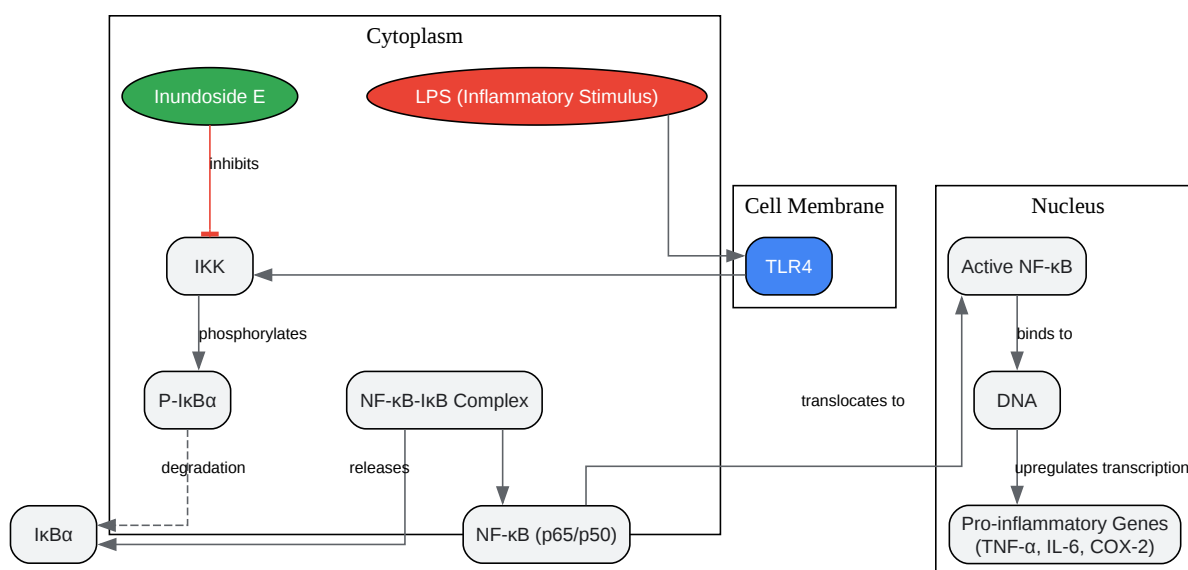 Cytoplasm
Inundoside E
LPS (Inflammatory Stimulus)
inhibits
Cell Membrane
Nucleus
IKK
TLR4
Active NF-κB
phosphorylates
binds to
P-IκBα
NF-κB-IκB Complex
translocates to
DNA
degradation
releases
upregulates transcription
IκBα
NF-κB (p65/p50)
Pro-inflammatory Genes
(TNF-α, IL-6, COX-2)